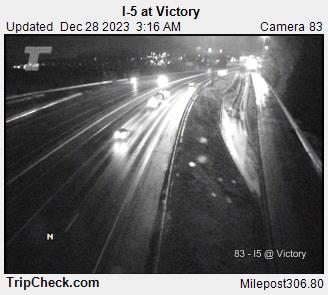 I-5 at Victory
Updated Dec 28 2023 3:16 AM Camera 83
T
N
83 - I5 @ Victory
TripCheck.com Milepost306.80